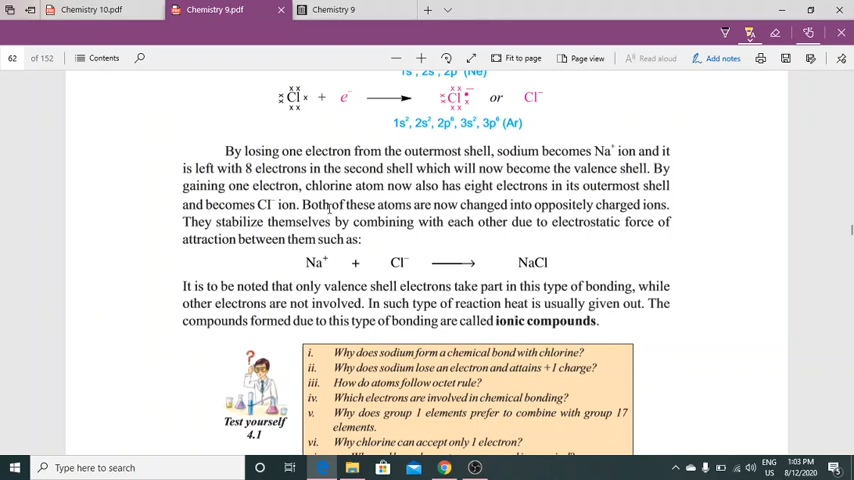 Chemistry 10.pdf
Chemistry 9.pdf
Chemistry 9
62 of 152
Contents
Fit to page
Page view
Read aloud
Add notes
1s², 2s², 2p⁶ (Ne)
Cl + e⁻ Cl⁻ or Cl⁻
1s², 2s², 2p⁶, 3s², 3p⁶ (Ar)
By losing one electron from the outermost shell, sodium becomes Na⁺ ion and it
is left with 8 electrons in the second shell which will now become the valence shell. By
gaining one electron, chlorine atom now also has eight electrons in its outermost shell
and becomes Cl⁻ ion. Both of these atoms are now changed into oppositely charged ions.
They stabilize themselves by combining with each other due to electrostatic force of
attraction between them such as:
Na⁺ + Cl⁻ ⟶ NaCl
It is to be noted that only valence shell electrons take part in this type of bonding, while
other electrons are not involved. In such type of reaction heat is usually given out. The
compounds formed due to this type of bonding are called ionic compounds.
?
Test yourself
4.1
i. Why does sodium form a chemical bond with chlorine?
ii. Why does sodium lose an electron and attains +1 charge?
iii. How do atoms follow octet rule?
iv. Which electrons are involved in chemical bonding?
v. Why does group 1 elements prefer to combine with group 17
elements.
vi. Why chlorine can accept only 1 electron?
Type here to search
ENG
US
1:03 PM
8/12/2020
5